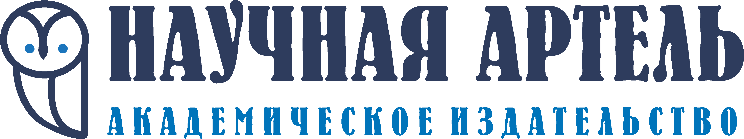 НАУЧНАЯ АРТЕЛЬ
АКАДЕМИЧЕСКОЕ ИЗДАТЕЛЬСТВО